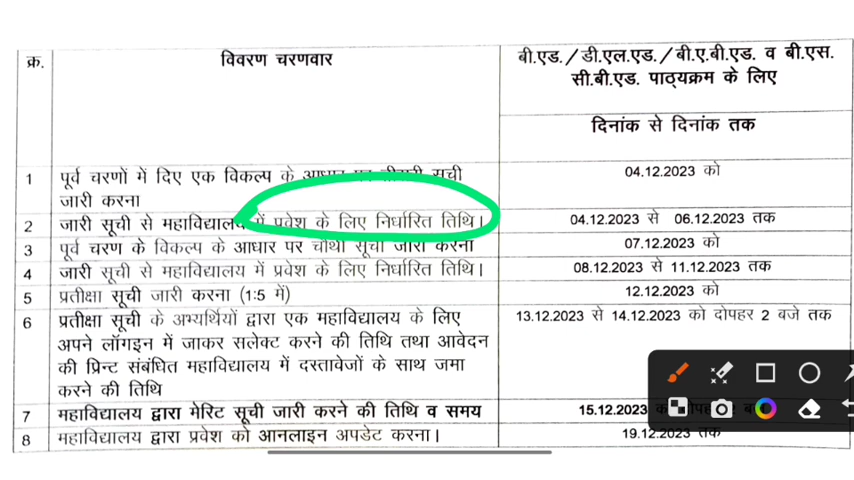 क्र.
विवरण चरणवार
बी.एड./डी.एल.एड./बी.ए.बी.एड. व बी.एस.
सी.बी.एड. पाठ्यक्रम के लिए
दिनांक से दिनांक तक
1 पूर्व चरणों में दिए एक विकल्प के आधार पर तीसरी सूची 04.12.2023 को
जारी करना
2 जारी सूची से महाविद्यालय में प्रवेश के लिए निर्धारित तिथि। 04.12.2023 से 06.12.2023 तक
3 पूर्व चरण के विकल्प के आधार पर चौथी सूची जारी करना 07.12.2023 को
4 जारी सूची से महाविद्यालय में प्रवेश के लिए निर्धारित तिथि। 08.12.2023 से 11.12.2023 तक
5 प्रतीक्षा सूची जारी करना (1:5 में) 12.12.2023 को
6 प्रतीक्षा सूची के अभ्यर्थियों द्वारा एक महाविद्यालय के लिए 13.12.2023 से 14.12.2023 को दोपहर 2 बजे तक
अपने लॉगइन में जाकर सलेक्ट करने की तिथि तथा आवेदन
की प्रिन्ट संबंधित महाविद्यालय में दस्तावेजों के साथ जमा
करने की तिथि
7 महाविद्यालय द्वारा मेरिट सूची जारी करने की तिथि व समय 15.12.2023
8 महाविद्यालय द्वारा प्रवेश को आनलाइन अपडेट करना। 19.12.2023 तक